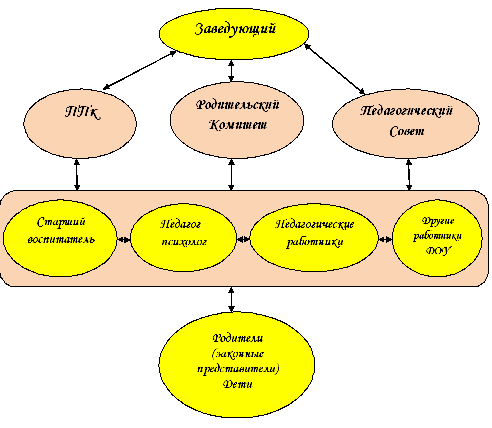 Заведующий
ППк
Родительский
Комитет
Педагогический
Совет
Старший
воспитатель
Педагог
психолог
Педагогические
работники
Другие
работники
ДОУ
Родители
(законные
представители)
Дети